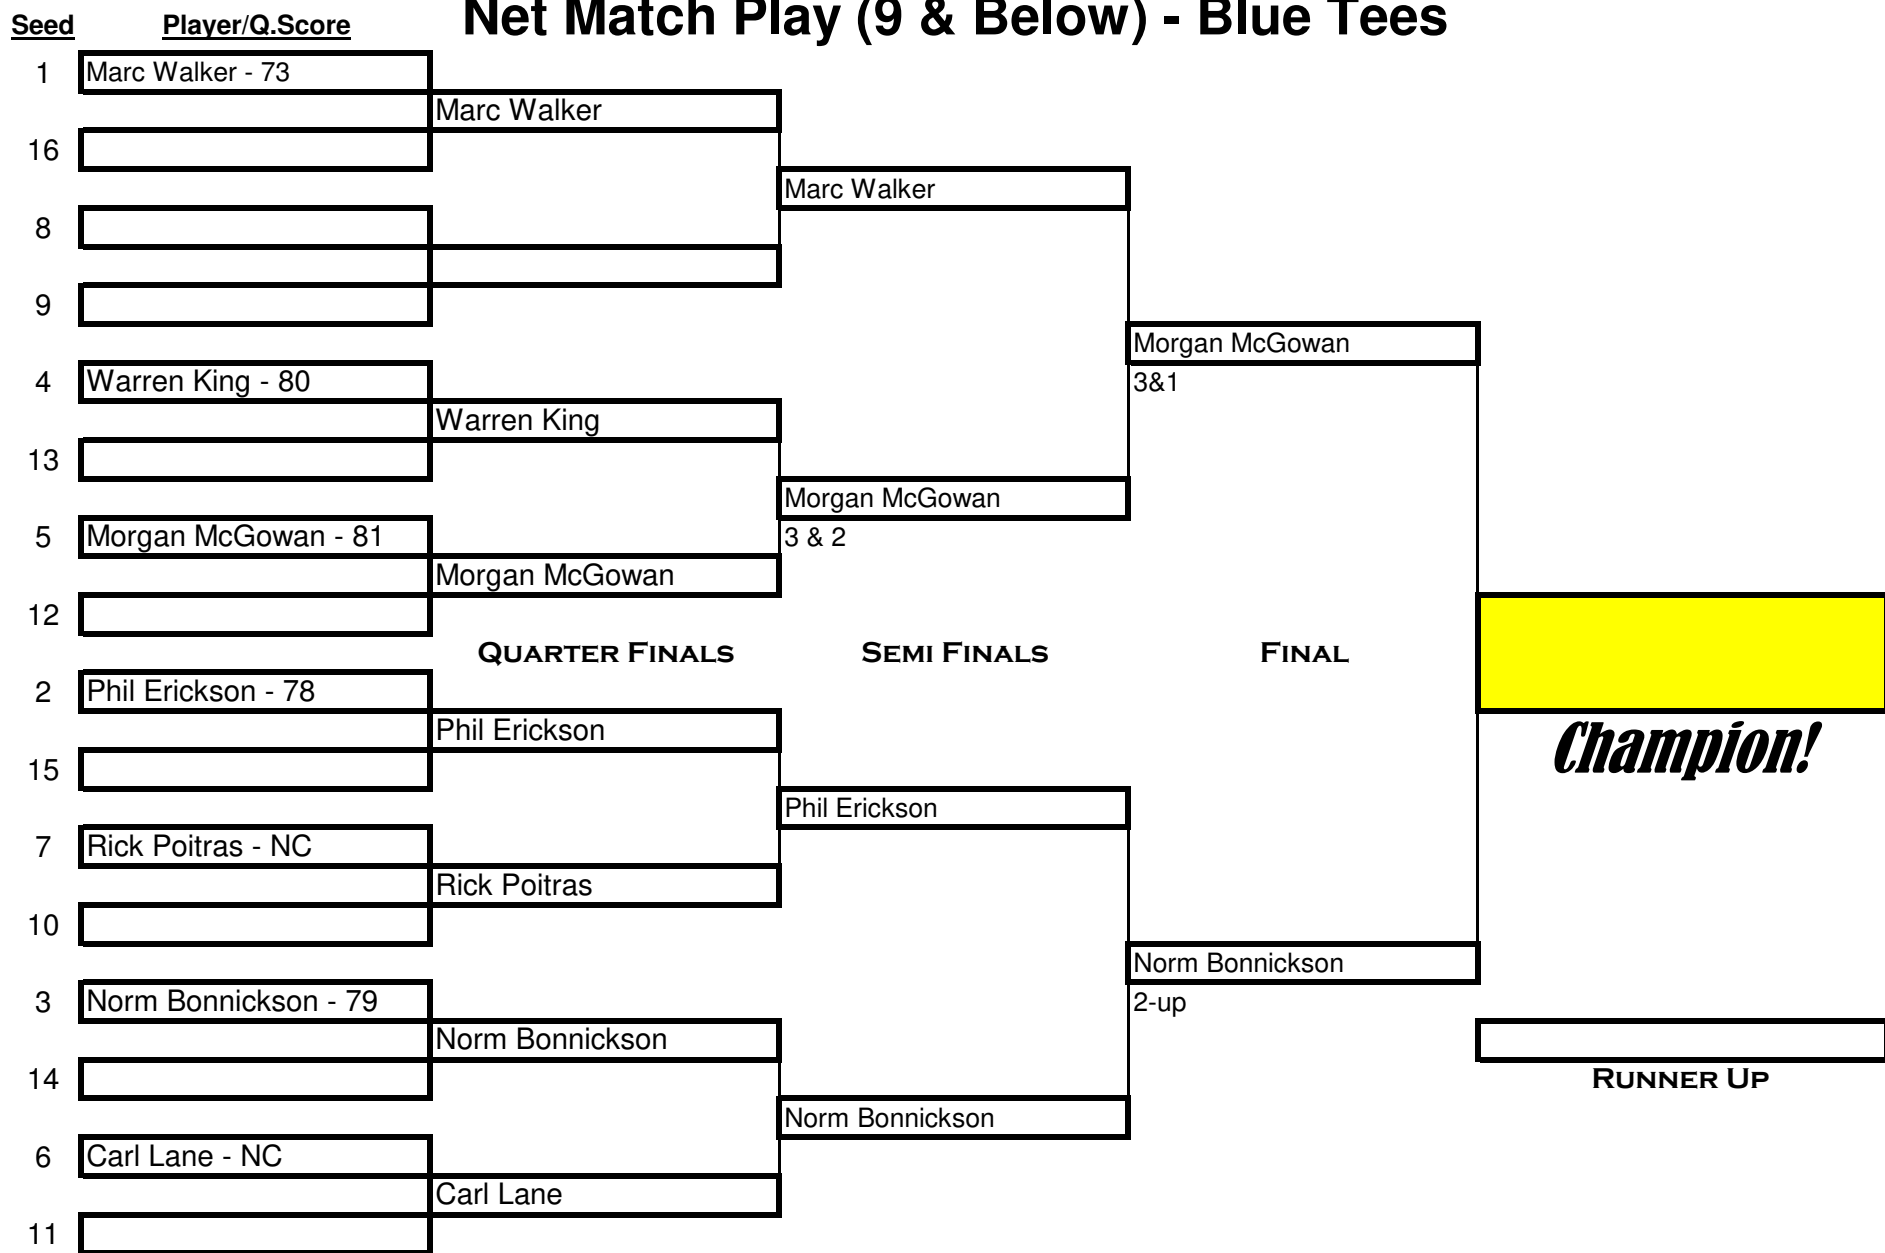 Net Match Play (9 & Below) - Blue Tees
Seed Player/Q.Score
1 Marc Walker - 73
Marc Walker
16
Marc Walker
8
9
Morgan McGowan
4 Warren King - 80
3&1
Warren King
13
Morgan McGowan
5 Morgan McGowan - 81
3 & 2
Morgan McGowan
12
QUARTER FINALS SEMI FINALS FINAL
2 Phil Erickson - 78
Phil Erickson
Champion!
15
Phil Erickson
7 Rick Poitras - NC
Rick Poitras
10
Norm Bonnickson
3 Norm Bonnickson - 79
2-up
Norm Bonnickson
14
RUNNER UP
Norm Bonnickson
6 Carl Lane - NC
Carl Lane
11